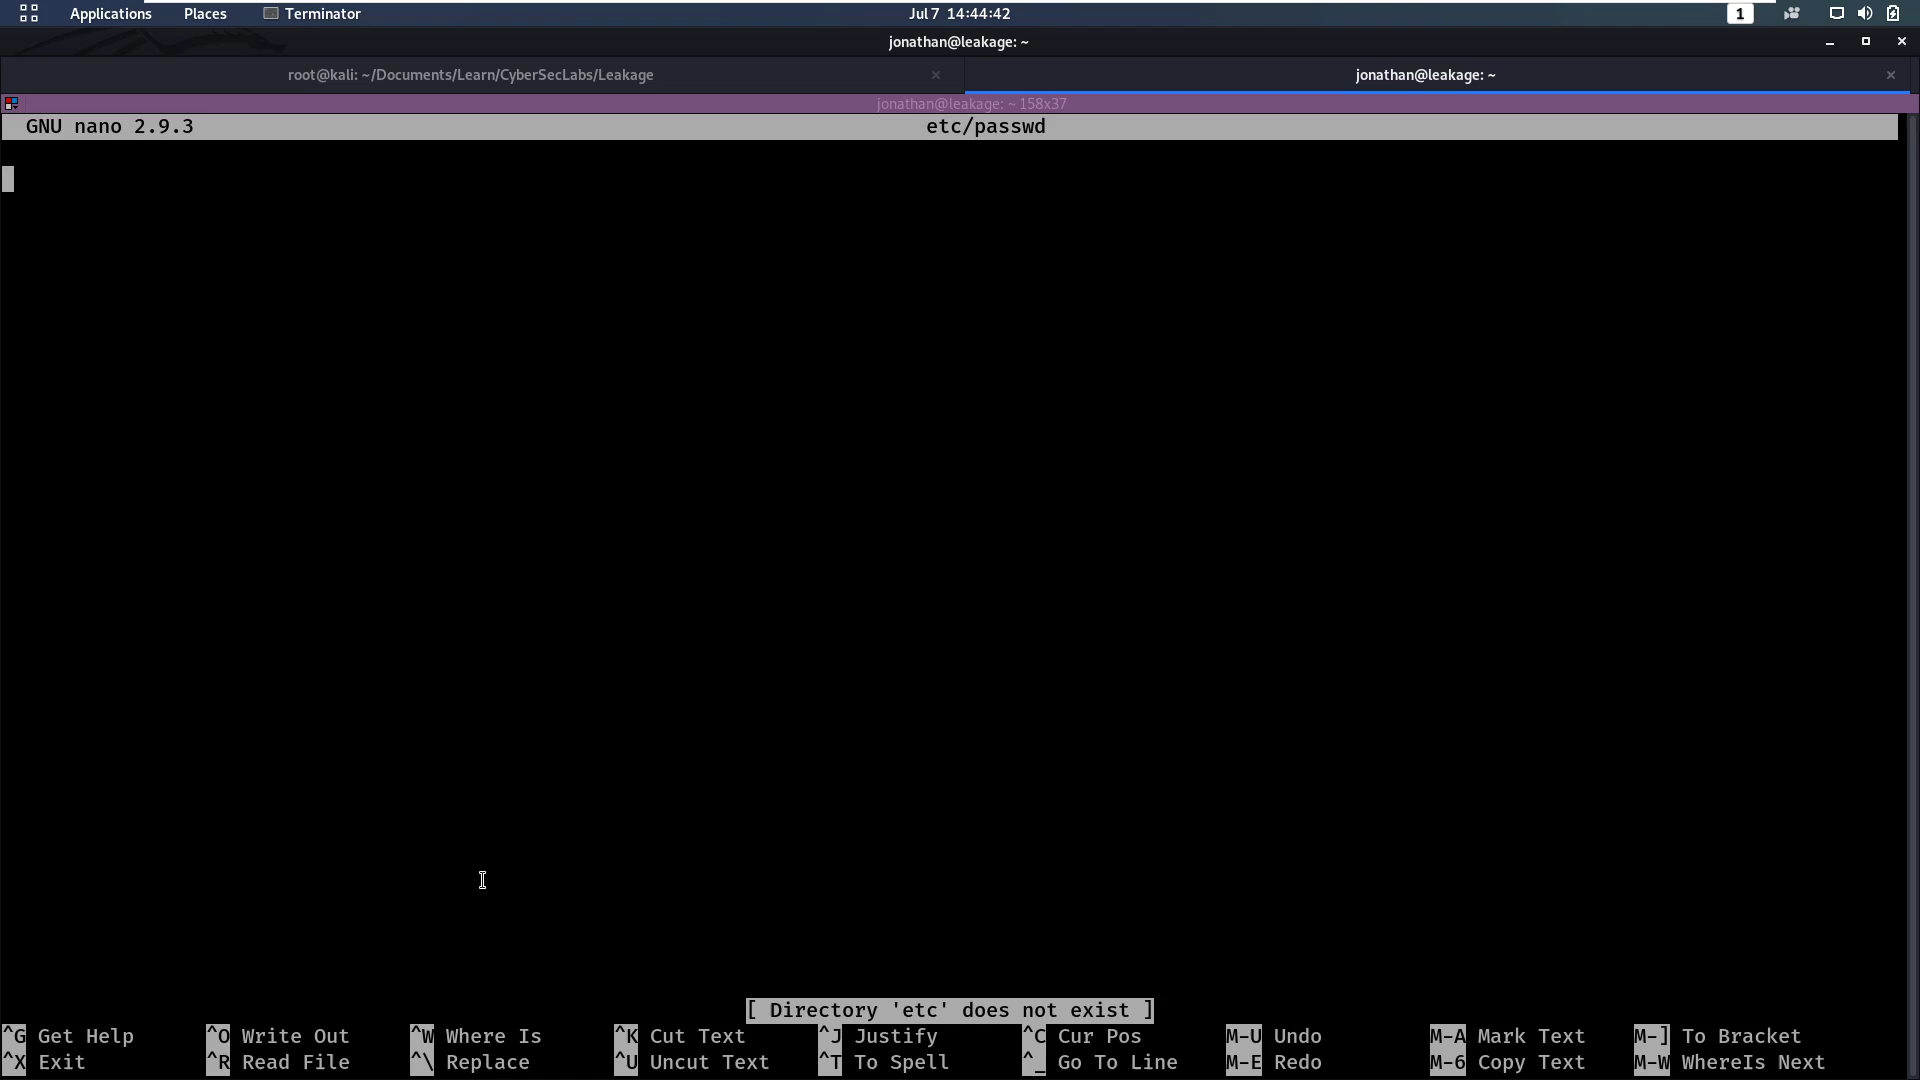 Applications Places Terminator Jul 7 14:44:42 1
jonathan@leakage: ~
root@kali: ~/Documents/Learn/CyberSecLabs/Leakage × jonathan@leakage: ~ ×
jonathan@leakage: ~ 158x37
GNU nano 2.9.3 etc/passwd
[ Directory 'etc' does not exist ]
^G Get Help ^O Write Out ^W Where Is ^K Cut Text ^J Justify ^C Cur Pos M-U Undo M-A Mark Text M-] To Bracket
^X Exit ^R Read File ^\ Replace ^U Uncut Text ^T To Spell ^_ Go To Line M-E Redo M-6 Copy Text M-W WhereIs Next